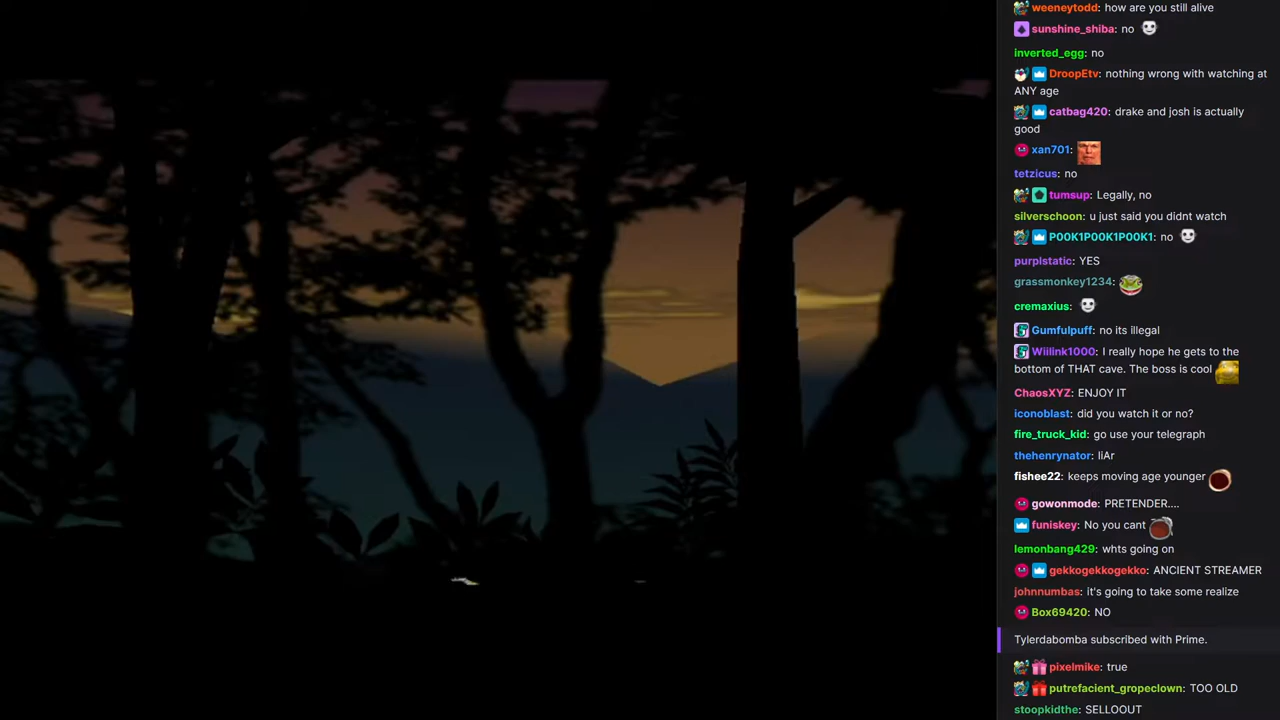 weeneytodd: how are you still alive
sunshine_shiba: no
inverted_egg: no
DroopEtv: nothing wrong with watching at
ANY age
catbag420: drake and josh is actually
good
xan701:
tetzicus: no
tumsup: Legally, no
silverschoon: u just said you didnt watch
P00K1P00K1P00K1: no
purplstatic: YES
grassmonkey1234:
cremaxius:
Gumfulpuff: no its illegal
Wiilink1000: I really hope he gets to the
bottom of THAT cave. The boss is cool
ChaosXYZ: ENJOY IT
iconoblast: did you watch it or no?
fire_truck_kid: go use your telegraph
thehenrynator: liAr
fishee22: keeps moving age younger
gowonmode: PRETENDER....
funiskey: No you cant
lemonbang429: whts going on
gekkogekkogekko: ANCIENT STREAMER
johnnumbas: it's going to take some realize
Box69420: NO
Tylerdabomba subscribed with Prime.
pixelmike: true
putrefacient_gropeclown: TOO OLD
stoopkidthe: SELLOOUT